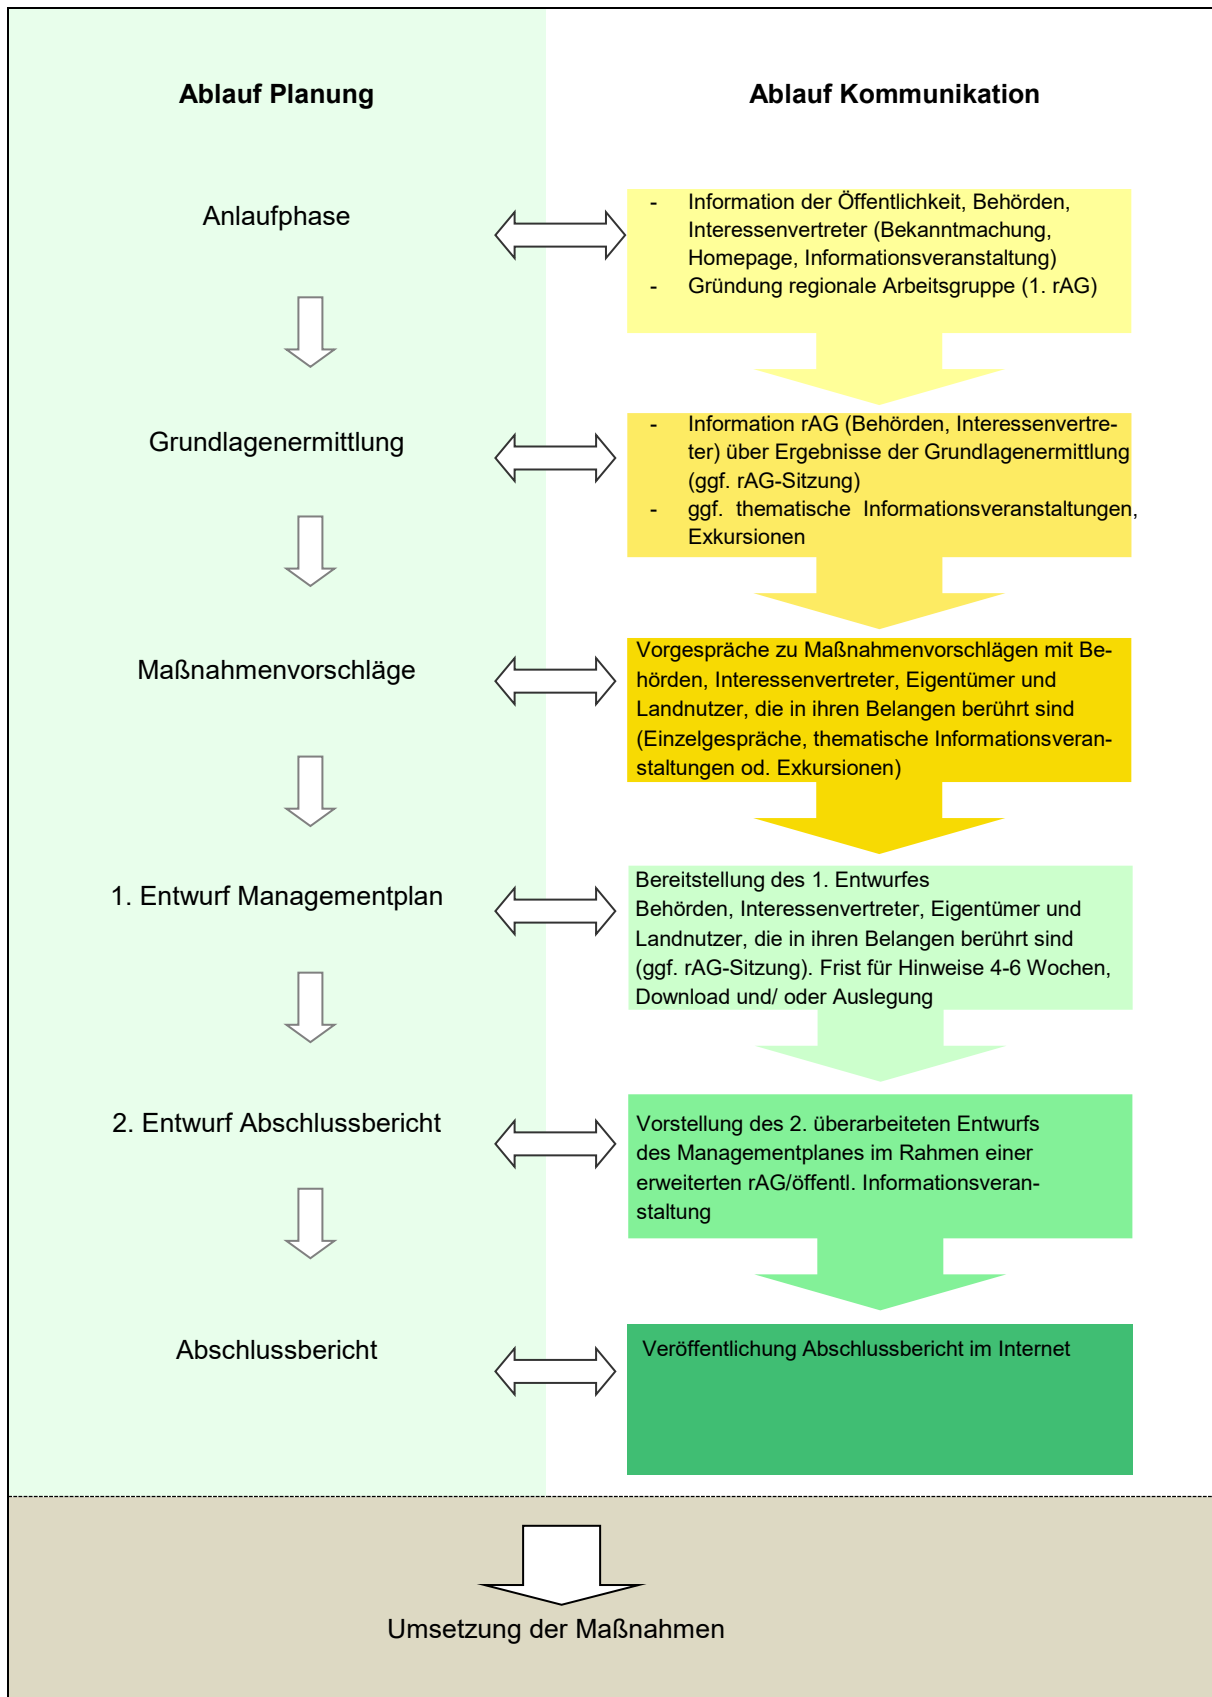 Ablauf Planung
Ablauf Kommunikation
Anlaufphase
- Information der Öffentlichkeit, Behörden,
Interessenvertreter (Bekanntmachung,
Homepage, Informationsveranstaltung)
- Gründung regionale Arbeitsgruppe (1. rAG)
Grundlagenermittlung
- Information rAG (Behörden, Interessenvertre-
ter) über Ergebnisse der Grundlagenermittlung
(ggf. rAG-Sitzung)
- ggf. thematische Informationsveranstaltungen,
Exkursionen
Maßnahmenvorschläge
Vorgespräche zu Maßnahmenvorschlägen mit Be-
hörden, Interessenvertreter, Eigentümer und
Landnutzer, die in ihren Belangen berührt sind
(Einzelgespräche, thematische Informationsveran-
staltungen od. Exkursionen)
1. Entwurf Managementplan
Bereitstellung des 1. Entwurfes
Behörden, Interessenvertreter, Eigentümer und
Landnutzer, die in ihren Belangen berührt sind
(ggf. rAG-Sitzung). Frist für Hinweise 4-6 Wochen,
Download und/ oder Auslegung
2. Entwurf Abschlussbericht
Vorstellung des 2. überarbeiteten Entwurfs
des Managementplanes im Rahmen einer
erweiterten rAG/öffentl. Informationsveran-
staltung
Abschlussbericht
Veröffentlichung Abschlussbericht im Internet
Umsetzung der Maßnahmen